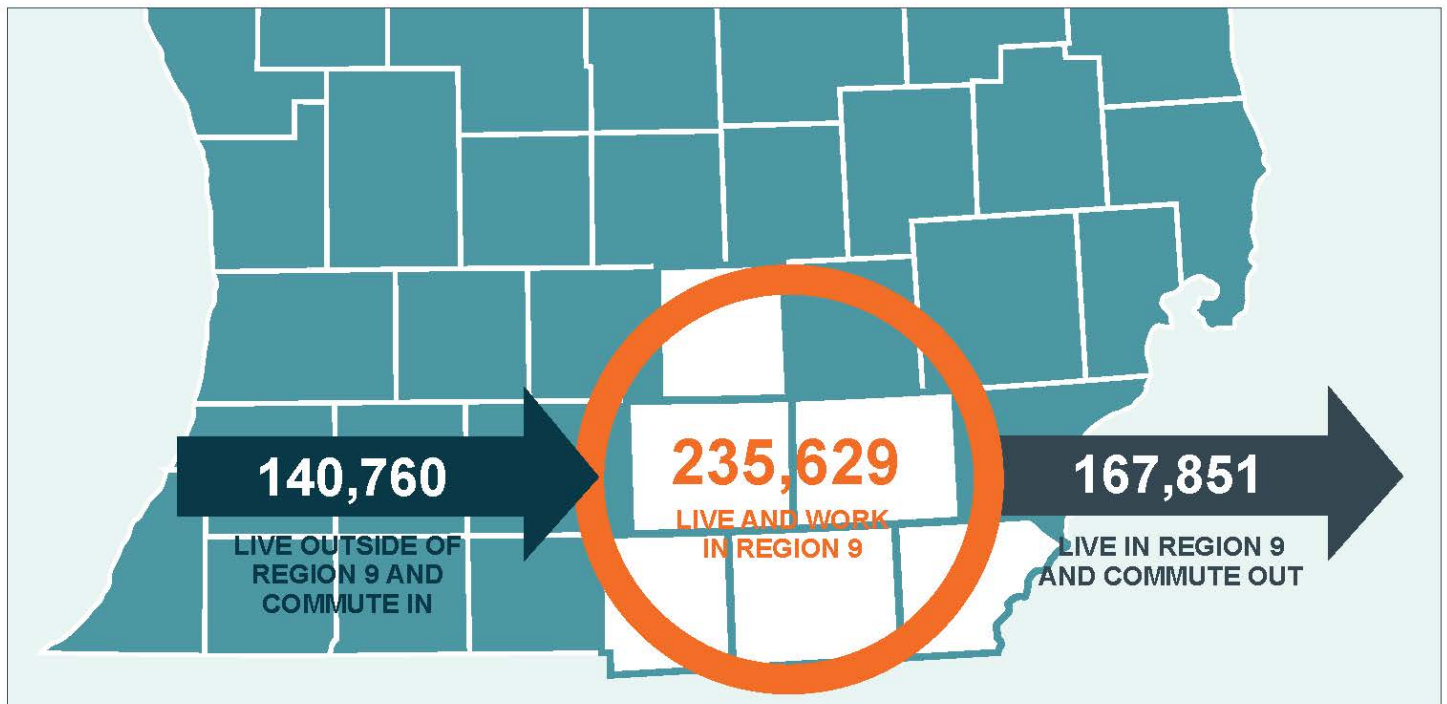 140,760
LIVE OUTSIDE OF
REGION 9 AND
COMMUTE IN
235,629
LIVE AND WORK
IN REGION 9
167,851
LIVE IN REGION 9
AND COMMUTE OUT